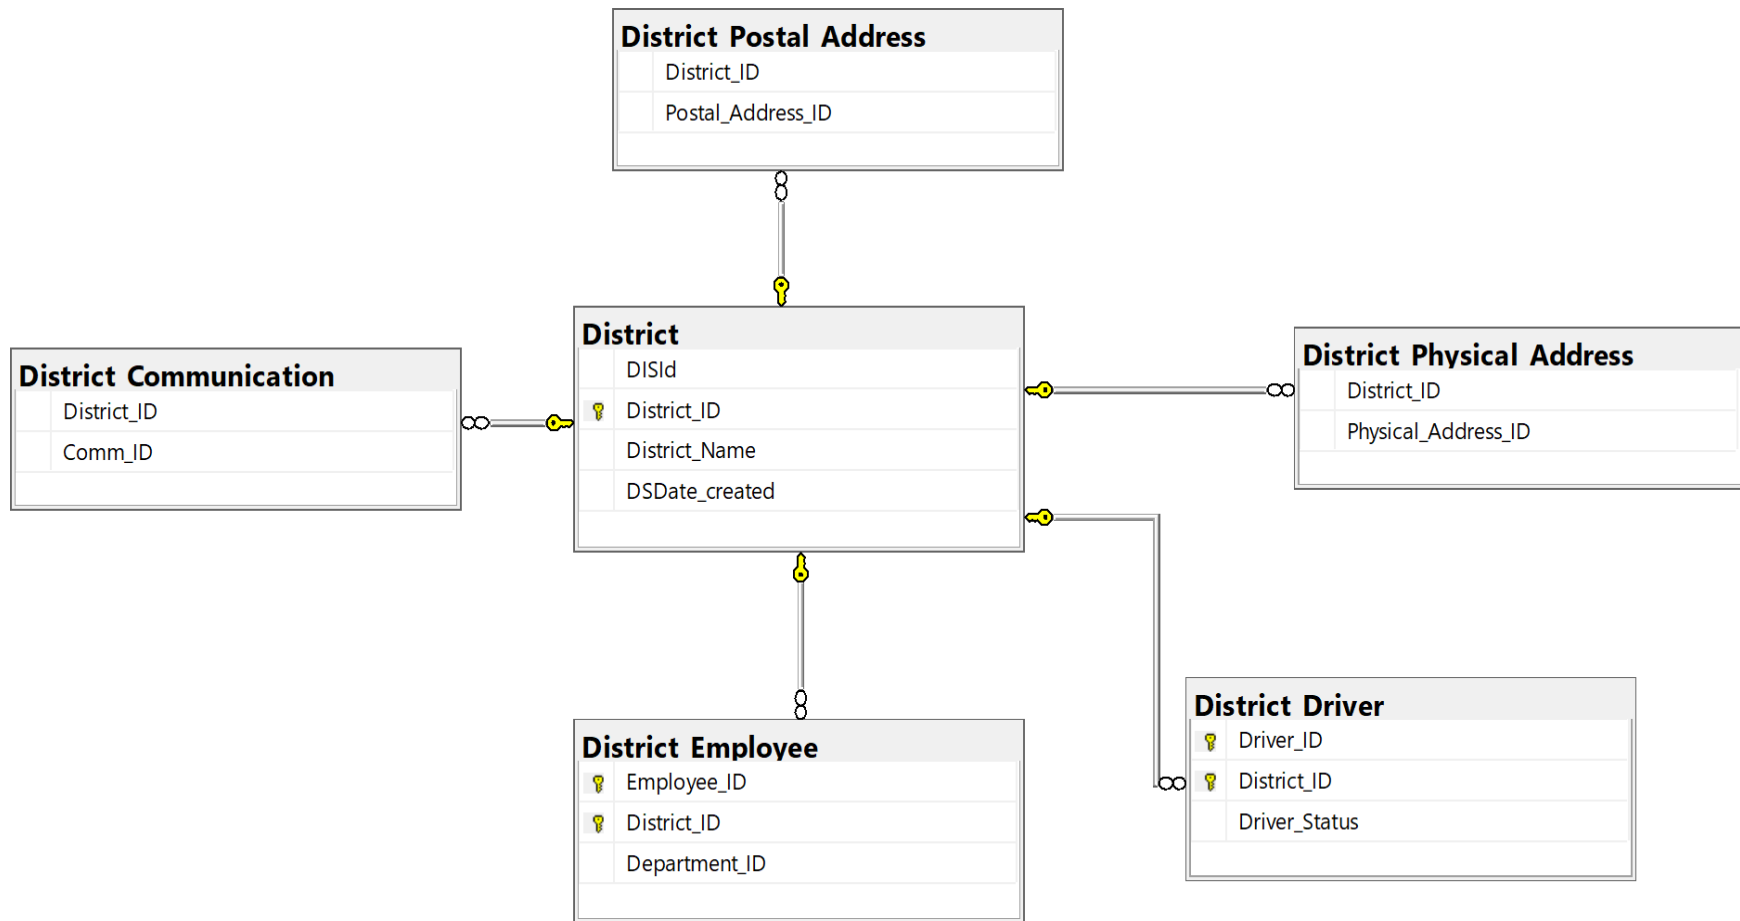 District Postal Address
District_ID
Postal_Address_ID
District
DISId
District_ID
District_Name
DSDate_created
District Communication
District_ID
Comm_ID
District Physical Address
District_ID
Physical_Address_ID
District Employee
Employee_ID
District_ID
Department_ID
District Driver
Driver_ID
District_ID
Driver_Status